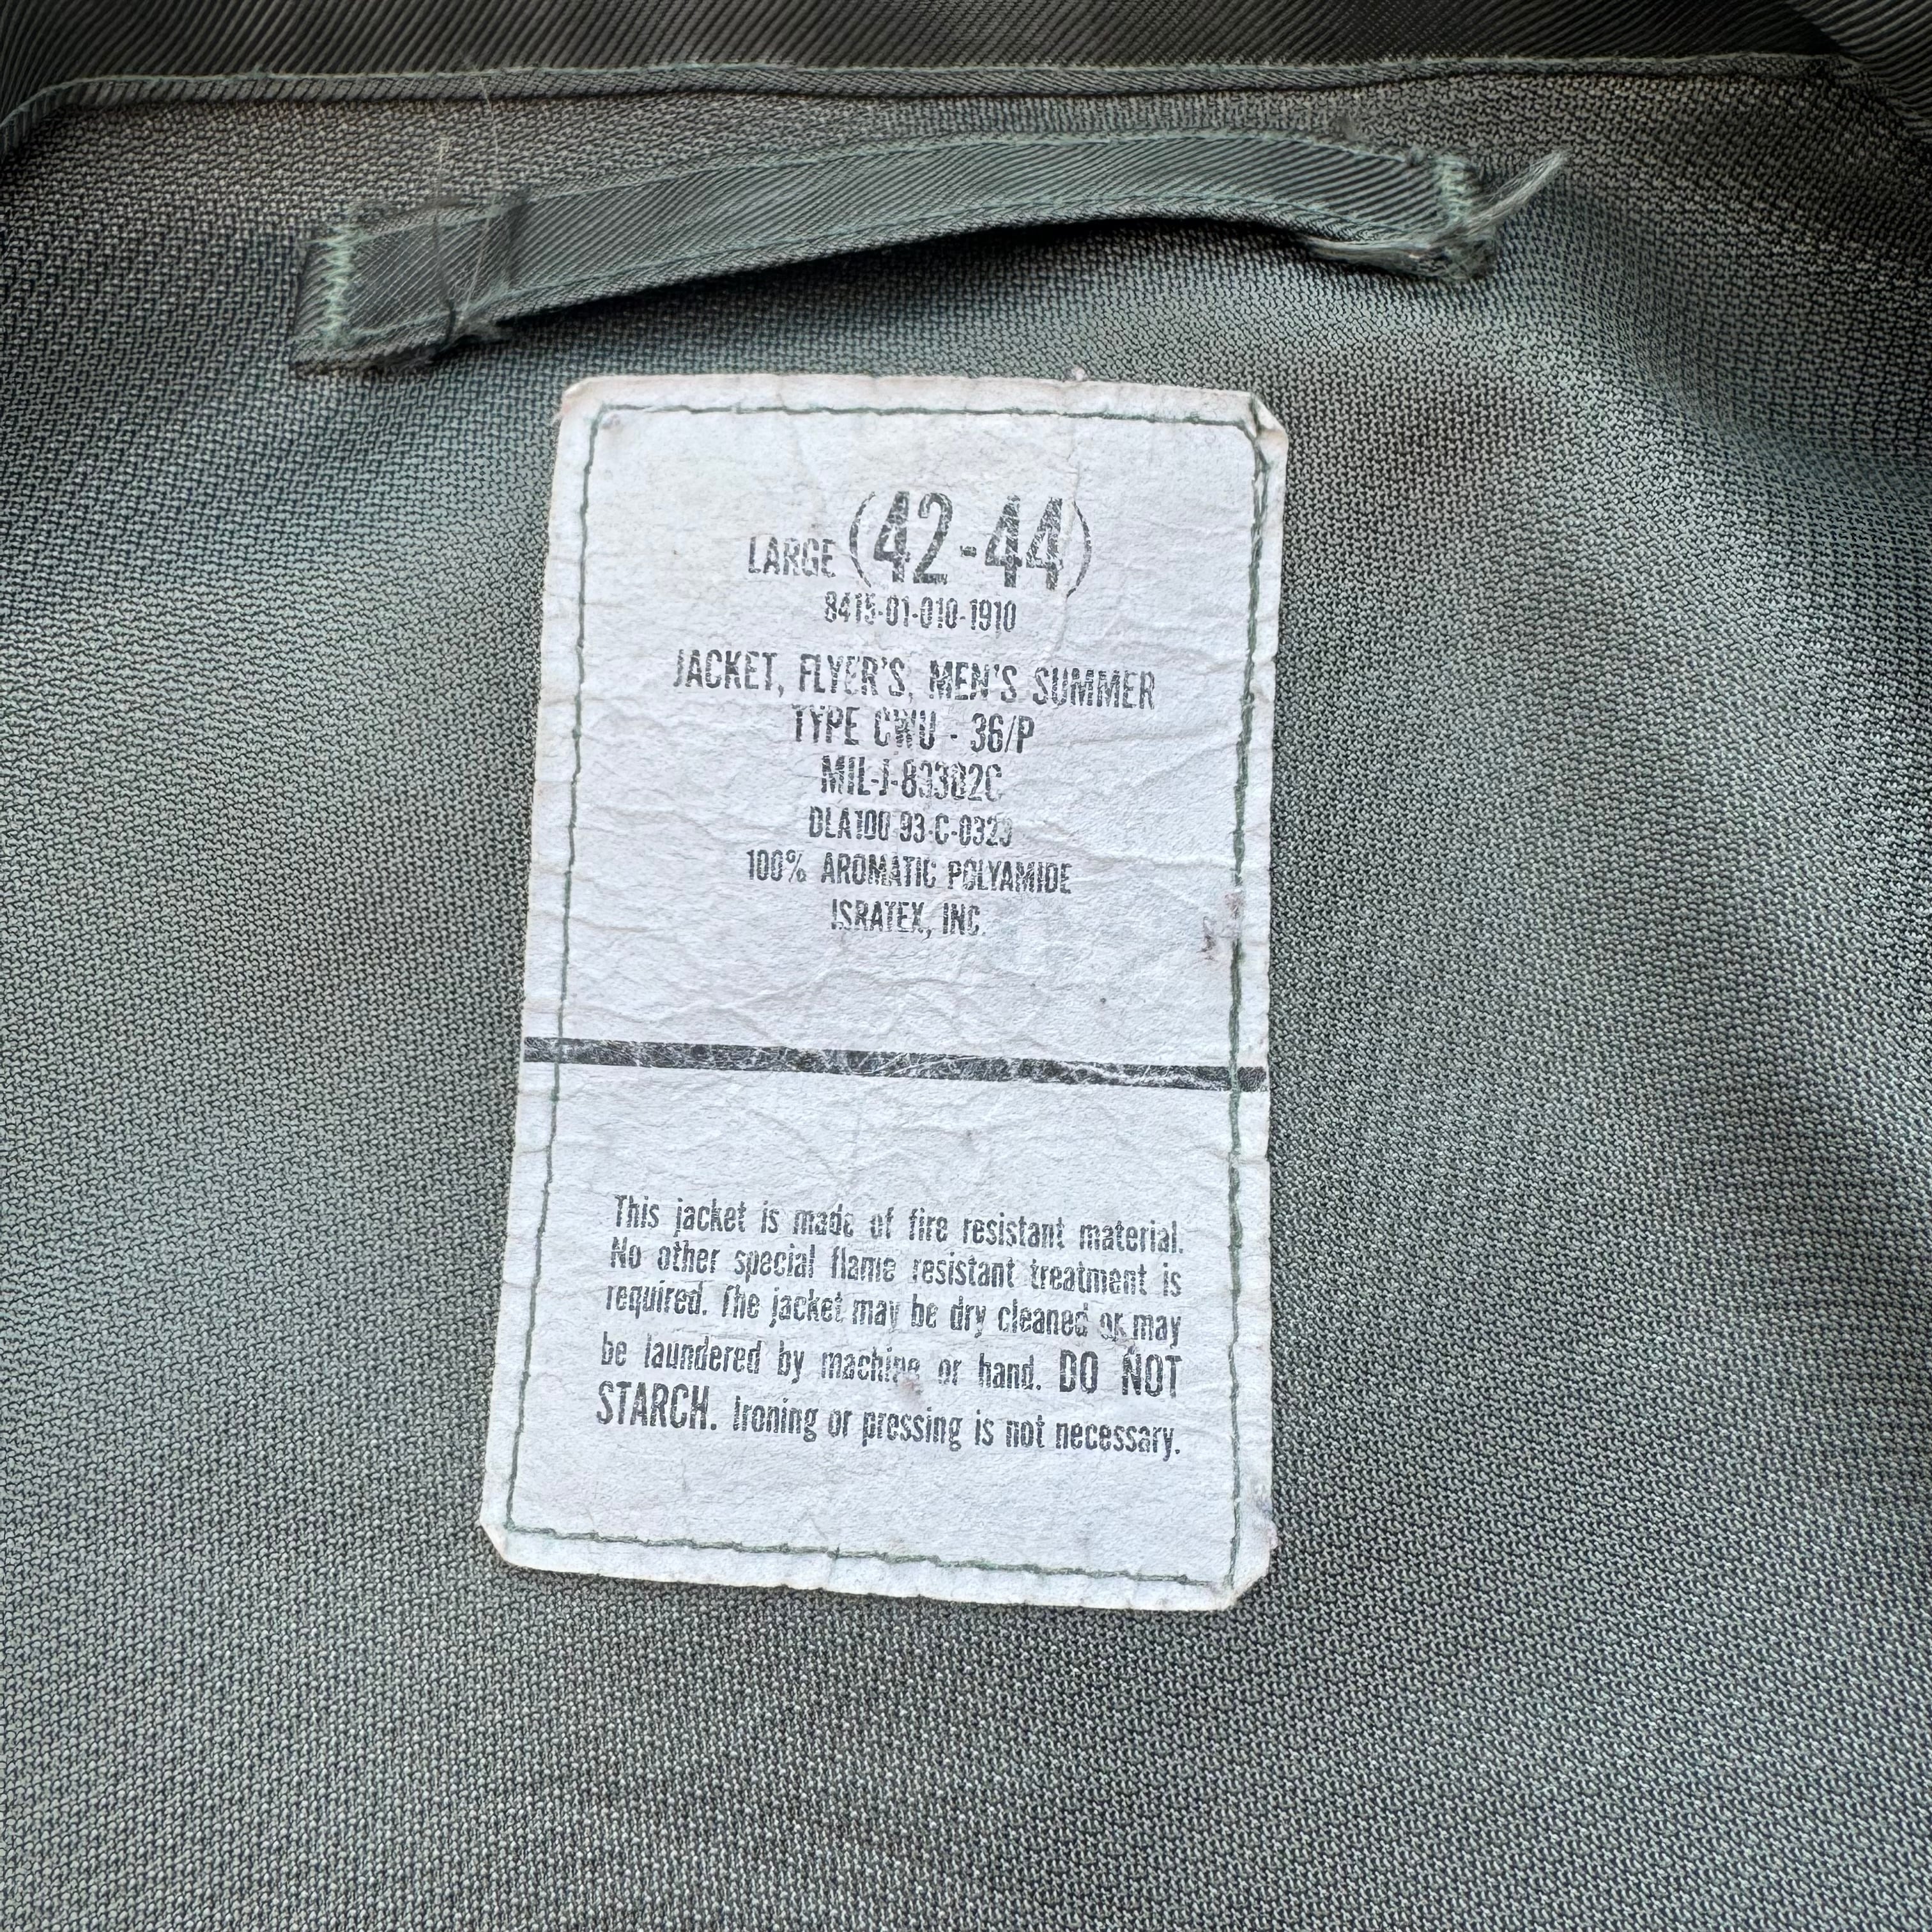 LARGE (42-44)
8415-01-010-1910
JACKET, FLYER'S, MEN'S SUMMER
TYPE CWU - 36/P
MIL-J-83382C
100% AROMATIC POLYAMIDE
ISRATEX, INC.
This jacket is made of fire resistant material.
No other special flame resistant treatment is
required. The jacket may be dry cleaned or may
be laundered by machine or hand. DO NOT
STARCH. Ironing or pressing is not necessary.